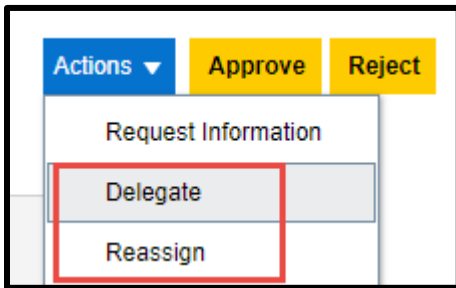 Actions Approve Reject
Request Information
Delegate
Reassign